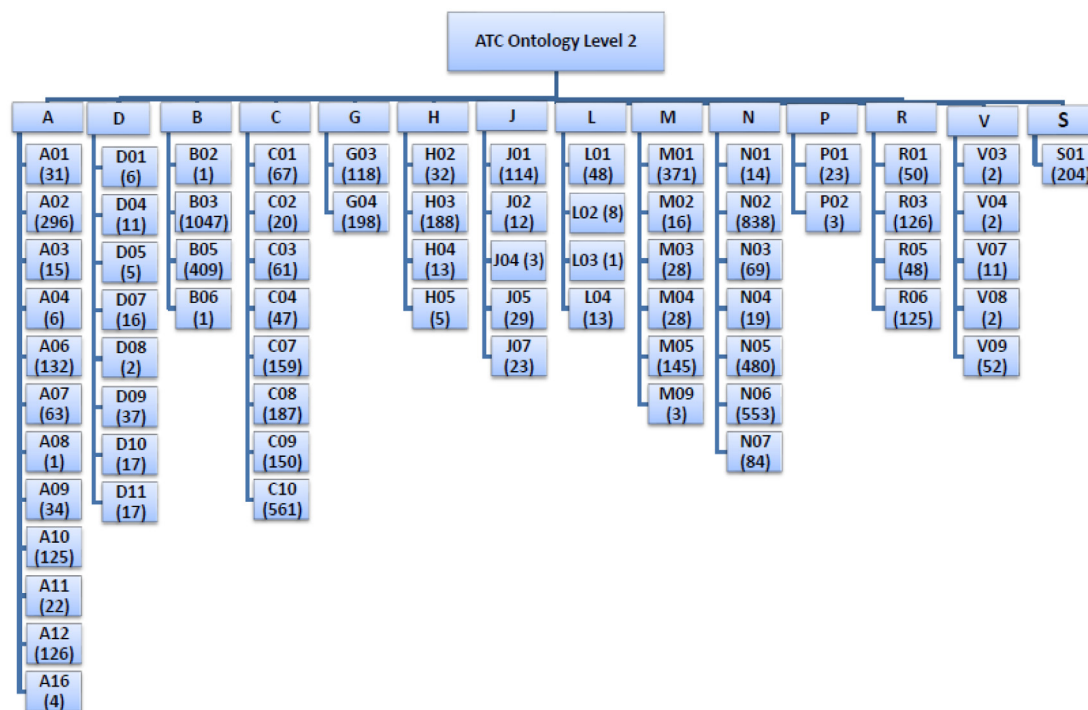 ATC Ontology Level 2
A
D
B
C
G
H
J
L
M
N
P
R
V
S
A01
(31)
A02
(296)
A03
(15)
A04
(6)
A06
(132)
A07
(63)
A08
(1)
A09
(34)
A10
(125)
A11
(22)
A12
(126)
A16
(4)
D01
(6)
D04
(11)
D05
(5)
D07
(16)
D08
(2)
D09
(37)
D10
(17)
D11
(17)
B02
(1)
B03
(1047)
B05
(409)
B06
(1)
C01
(67)
C02
(20)
C03
(61)
C04
(47)
C07
(159)
C08
(187)
C09
(150)
C10
(561)
G03
(118)
G04
(198)
H02
(32)
H03
(188)
H04
(13)
H05
(5)
J01
(114)
J02
(12)
J04 (3)
J05
(29)
J07
(23)
L01
(48)
L02 (8)
L03 (1)
L04
(13)
M01
(371)
M02
(16)
M03
(28)
M04
(28)
M05
(145)
M09
(3)
N01
(14)
N02
(838)
N03
(69)
N04
(19)
N05
(480)
N06
(553)
N07
(84)
P01
(23)
P02
(3)
R01
(50)
R03
(126)
R05
(48)
R06
(125)
V03
(2)
V04
(2)
V07
(11)
V08
(2)
V09
(52)
S01
(204)